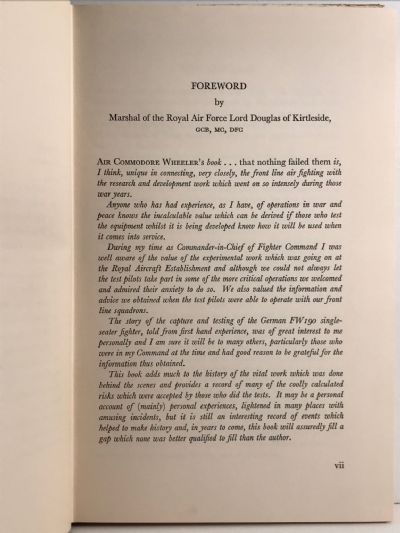 FOREWORD
by
Marshal of the Royal Air Force Lord Douglas of Kirtleside,
GCB, MC, DFC
AIR COMMODORE WHEELER's book . . . that nothing failed them is,
I think, unique in connecting, very closely, the front line air fighting with
the research and development work which went on so intensely during those
war years.
Anyone who has had experience, as I have, of operations in war and
peace knows the incalculable value which can be derived if those who test
the equipment whilst it is being developed know how it will be used when
it comes into service.
During my time as Commander-in-Chief of Fighter Command I was
well aware of the value of the experimental work which was going on at
the Royal Aircraft Establishment and although we could not always let
the test pilots take part in some of the more critical operations we welcomed
and admired their anxiety to do so. We also valued the information and
advice we obtained when the test pilots were able to operate with our front
line squadrons.
The story of the capture and testing of the German FW190 single-
seater fighter, told from first hand experience, was of great interest to me
personally and I am sure it will be to many others, particularly those who
were in my Command at the time and had good reason to be grateful for the
information thus obtained.
This book adds much to the history of the vital work which was done
behind the scenes and provides a record of many of the coolly calculated
risks which were accepted by those who did the tests. It may be a personal
account of (mainly) personal experiences, lightened in many places with
amusing incidents, but it is still an interesting record of events which
helped to make history and, in years to come, this book will assuredly fill a
gap which none was better qualified to fill than the author.
vii